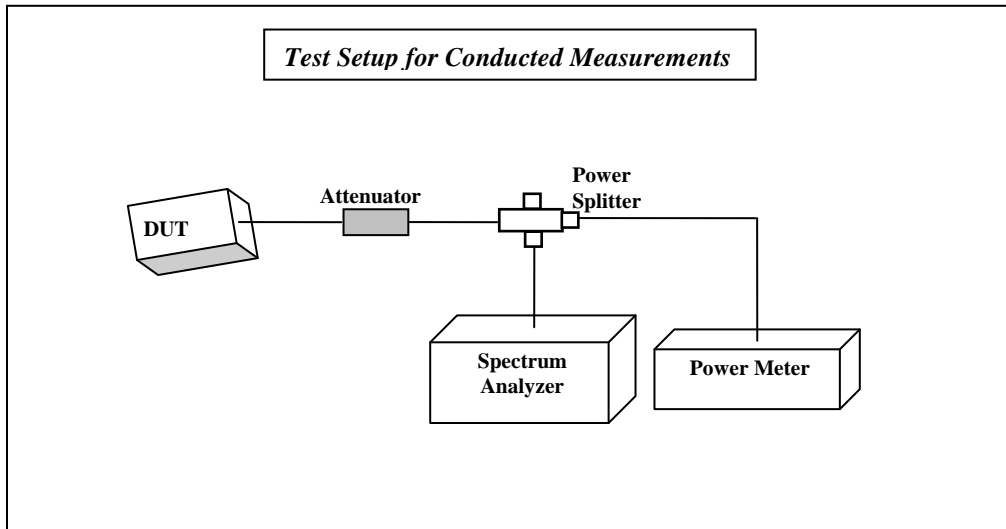 Test Setup for Conducted Measurements
Power
Splitter
Attenuator
DUT
Spectrum
Analyzer
Power Meter